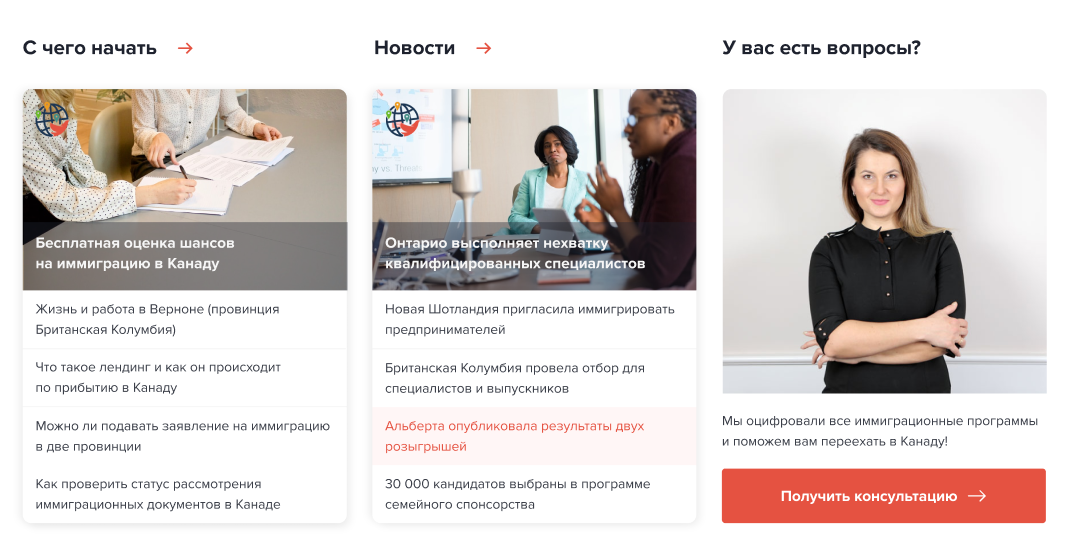 С чего начать →
Новости →
У вас есть вопросы?
Бесплатная оценка шансов
на иммиграцию в Канаду
Жизнь и работа в Верноне (провинция
Британская Колумбия)
Что такое лендинг и как он происходит
по прибытию в Канаду
Можно ли подавать заявление на иммиграцию
в две провинции
Как проверить статус рассмотрения
иммиграционных документов в Канаде
Онтарио высполняет нехватку
квалифицированных специалистов
Новая Шотландия пригласила иммигрировать
предпринимателей
Британская Колумбия провела отбор для
специалистов и выпускников
Альберта опубликовала результаты двух
розыгрышей
30 000 кандидатов выбраны в программе
семейного спонсорства
Мы оцифровали все иммиграционные программы
и поможем вам переехать в Канаду!
Получить консультацию →